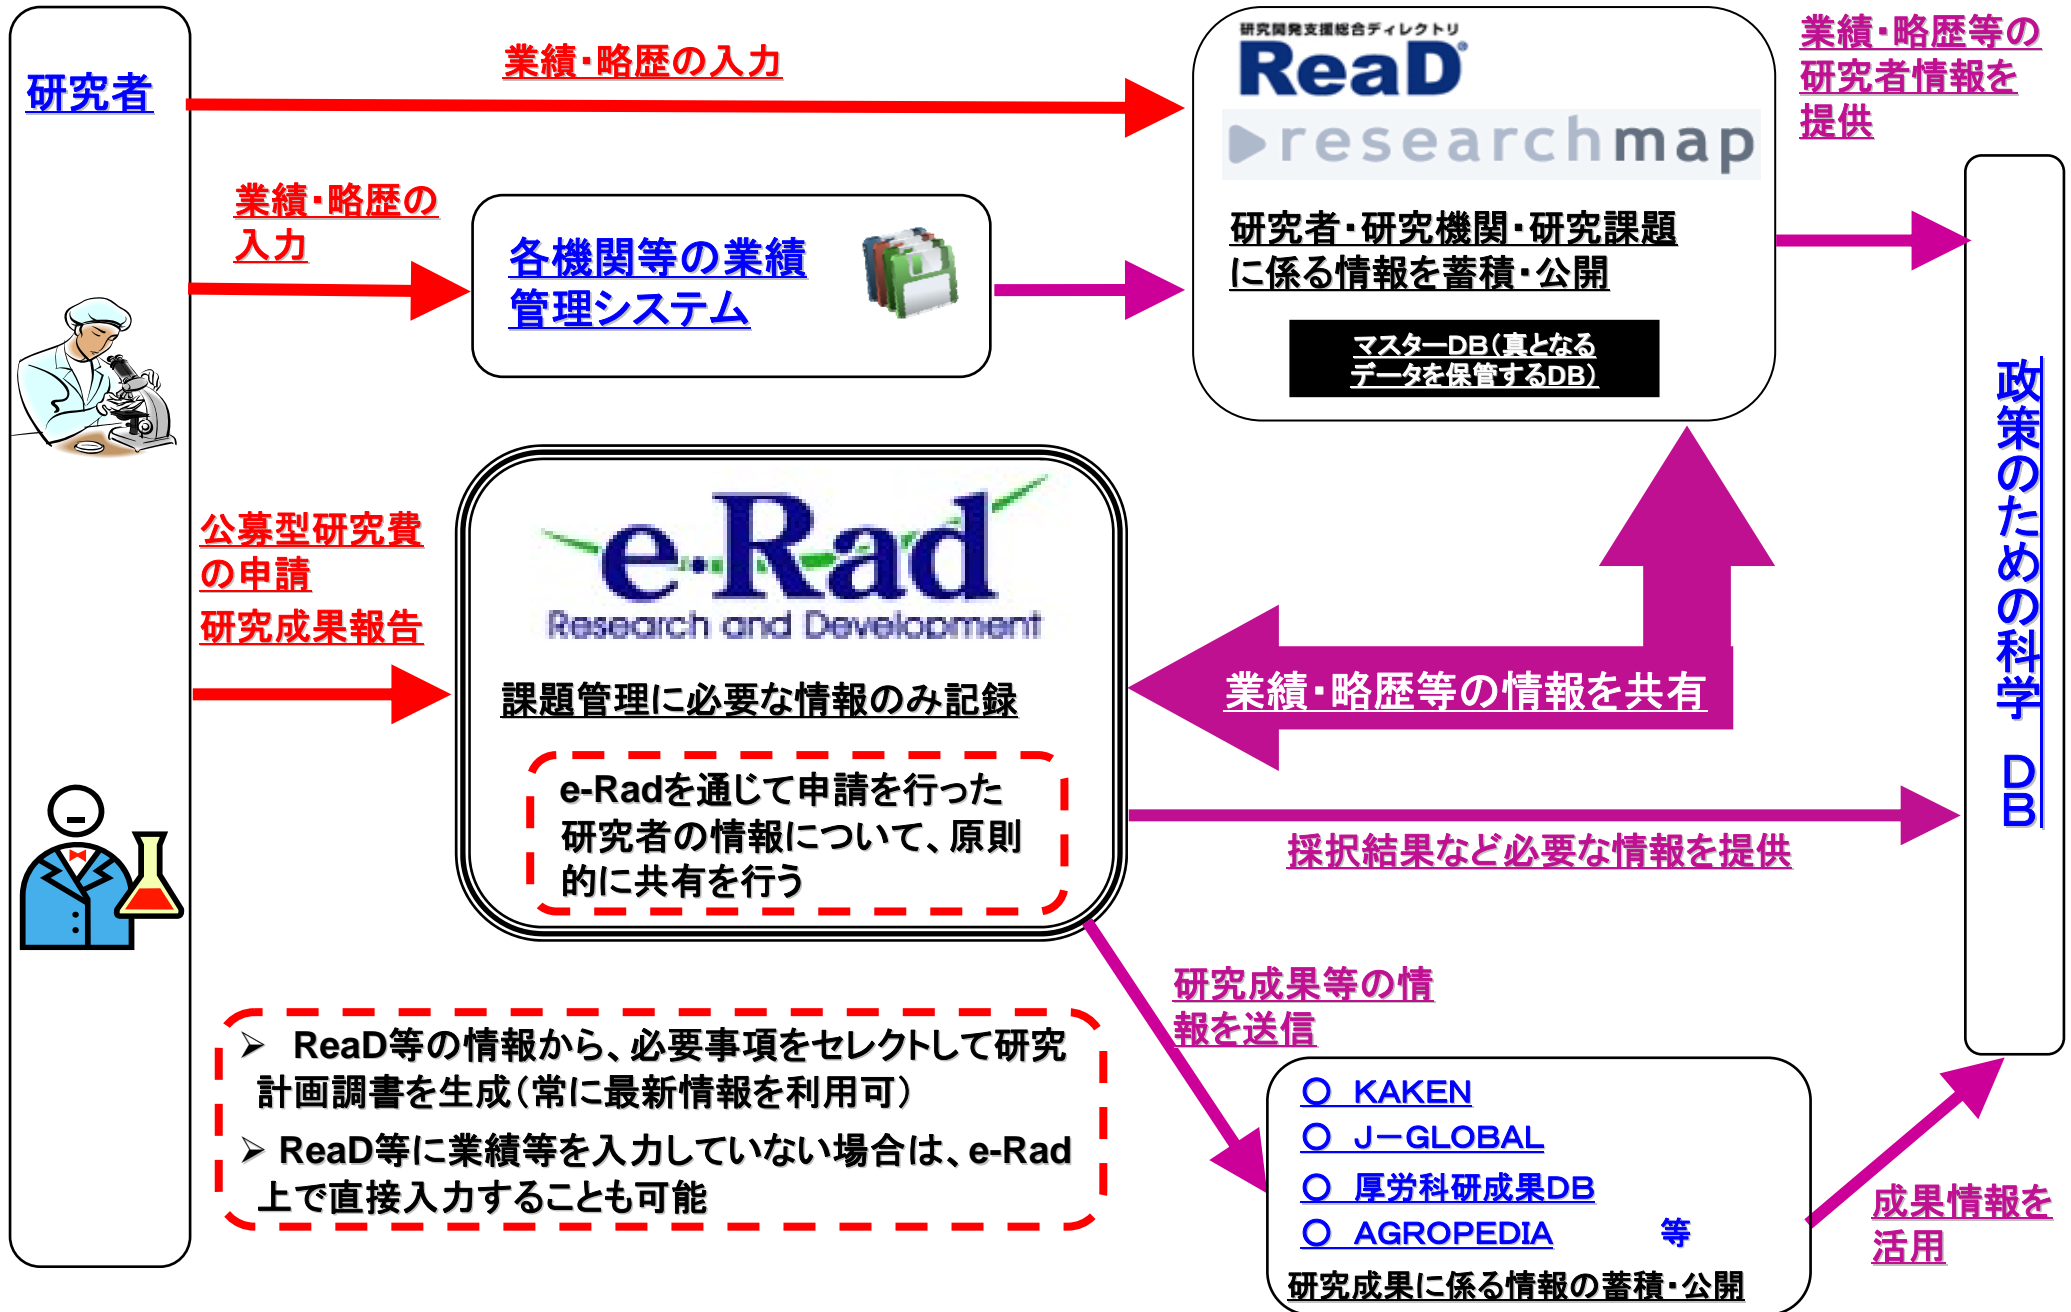 研究者
業績・略歴の入力
業績・略歴の
入力
各機関等の業績
管理システム
研究開発支援総合ディレクトリ
ReaD®
researchmap
研究者・研究機関・研究課題
に係る情報を蓄積・公開
マスターDB（真となる
データを保管するDB）
業績・略歴等の
研究者情報を
提供
政策のための科学　DB
公募型研究費
の申請
研究成果報告
e-Rad
Research and Development
課題管理に必要な情報のみ記録
e-Radを通じて申請を行った
研究者の情報について、原則
的に共有を行う
業績・略歴等の情報を共有
採択結果など必要な情報を提供
研究成果等の情
報を送信
➢ ReaD等の情報から、必要事項をセレクトして研究
計画調書を生成（常に最新情報を利用可）
➢ ReaD等に業績等を入力していない場合は、e-Rad
上で直接入力することも可能
○　KAKEN
○　J－GLOBAL
○　厚労科研成果DB
○　AGROPEDIA　　等
研究成果に係る情報の蓄積・公開
成果情報を
活用